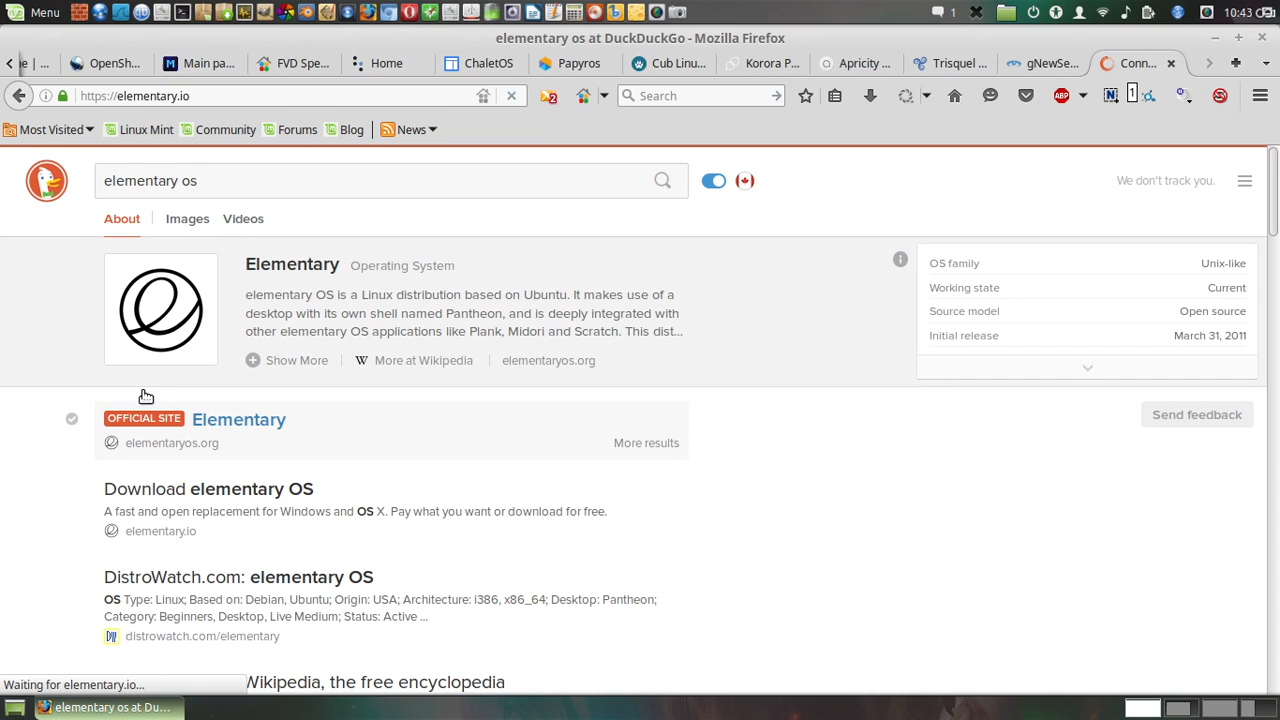 Menu
1
10:43
elementary os at DuckDuckGo - Mozilla Firefox
e | ...
OpenSh...
Main pa...
FVD Spe...
Home
ChaletOS
Papyros
Cub Linu...
Korora P...
Apricity ...
Trisquel ...
gNewSe...
Conn...
https://elementary.io
2
Search
ABP
1
Most Visited
Linux Mint
Community
Forums
Blog
News
elementary os
We don't track you.
About
Images
Videos
Elementary Operating System
elementary OS is a Linux distribution based on Ubuntu. It makes use of a
desktop with its own shell named Pantheon, and is deeply integrated with
other elementary OS applications like Plank, Midori and Scratch. This dist...
Show More
W More at Wikipedia
elementaryos.org
OS family Unix-like
Working state Current
Source model Open source
Initial release March 31, 2011
OFFICIAL SITE Elementary
elementaryos.org
More results
Send feedback
Download elementary OS
A fast and open replacement for Windows and OS X. Pay what you want or download for free.
elementary.io
DistroWatch.com: elementary OS
OS Type: Linux; Based on: Debian, Ubuntu; Origin: USA; Architecture: i386, x86_64; Desktop: Pantheon;
Category: Beginners, Desktop, Live Medium; Status: Active ...
distrowatch.com/elementary
Wikipedia, the free encyclopedia
Waiting for elementary.io...
elementary os at Du...